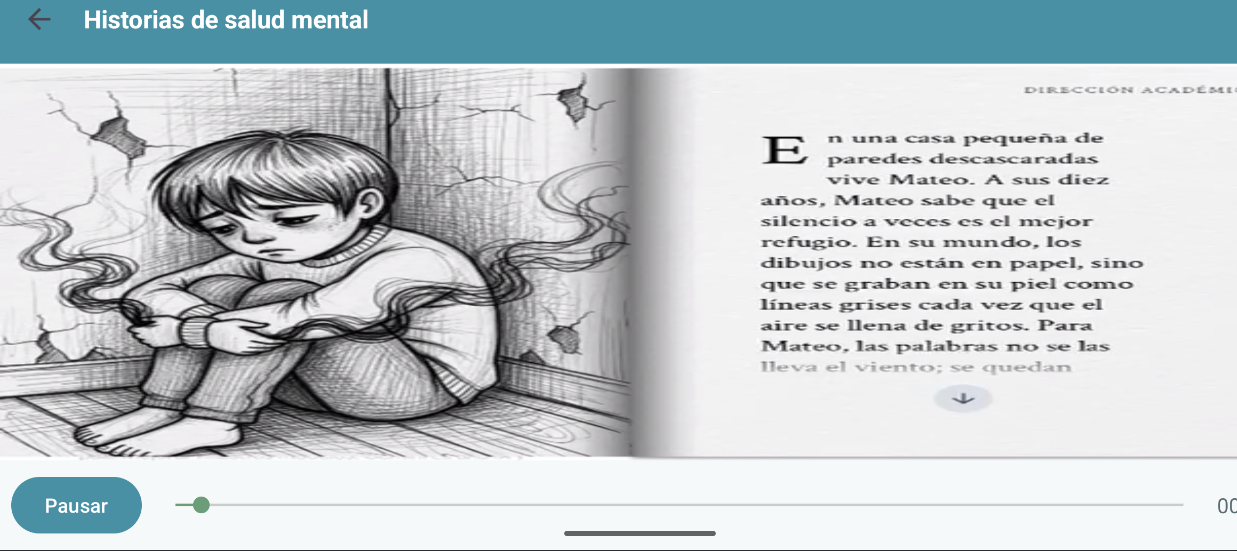 Historias de salud mental
DIRECCIÓN ACADÉMI
En una casa pequeña de
paredes descascaradas
vive Mateo. A sus diez
años, Mateo sabe que el
silencio a veces es el mejor
refugio. En su mundo, los
dibujos no están en papel, sino
que se graban en su piel como
líneas grises cada vez que el
aire se llena de gritos. Para
Mateo, las palabras no se las
lleva el viento; se quedan
Pausar
00